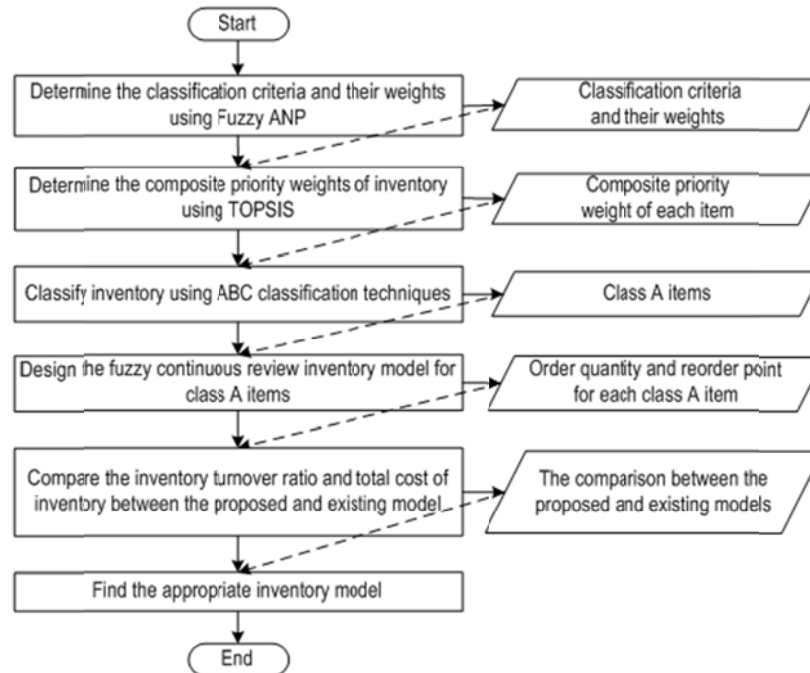 Start
Determine the classification criteria and their weights
using Fuzzy ANP
Classification criteria
and their weights
Determine the composite priority weights of inventory
using TOPSIS
Composite priority
weight of each item
Classify inventory using ABC classification techniques
Class A items
Design the fuzzy continuous review inventory model for
class A items
Order quantity and reorder point
for each class A item
Compare the inventory turnover ratio and total cost of
inventory between the proposed and existing model
The comparison between the
proposed and existing models
Find the appropriate inventory model
End